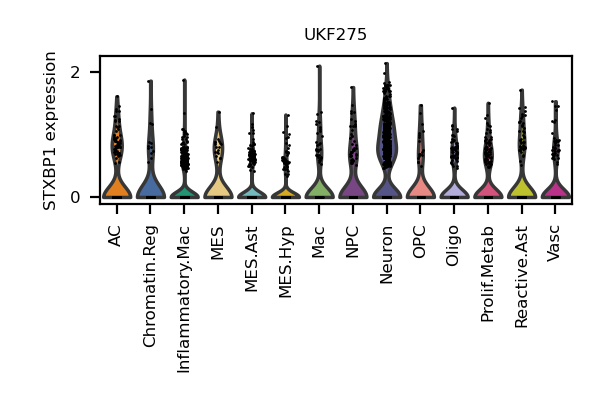 UKF275
STXBP1 expression
2
0
AC
Chromatin.Reg
Inflammatory.Mac
MES
MES.Ast
MES.Hyp
Mac
NPC
Neuron
OPC
Oligo
Prolif.Metab
Reactive.Ast
Vasc